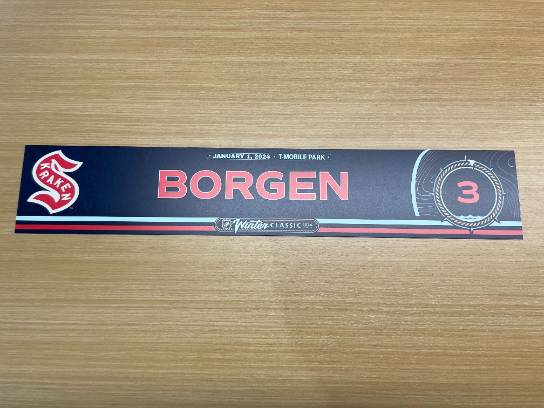 JANUARY 1, 2024 · T-MOBILE PARK
KRAKEN
BORGEN
3
Winter CLASSIC